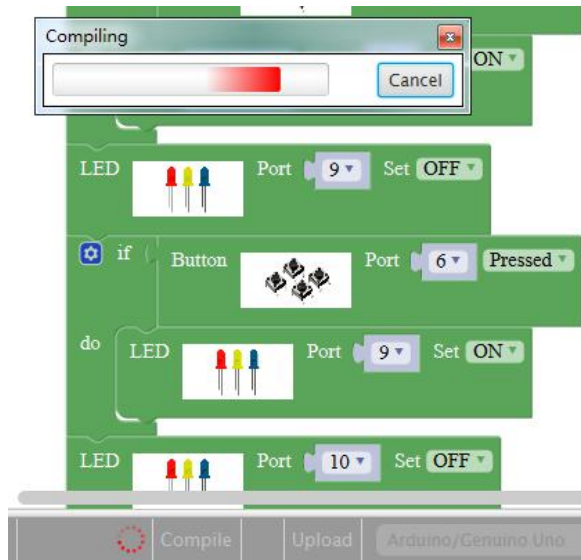 Compiling
Cancel
ON
LED Port 9 Set OFF
if Button Port 6 Pressed
do LED Port 9 Set ON
LED Port 10 Set OFF
Compile Upload Arduino/Genuino Uno